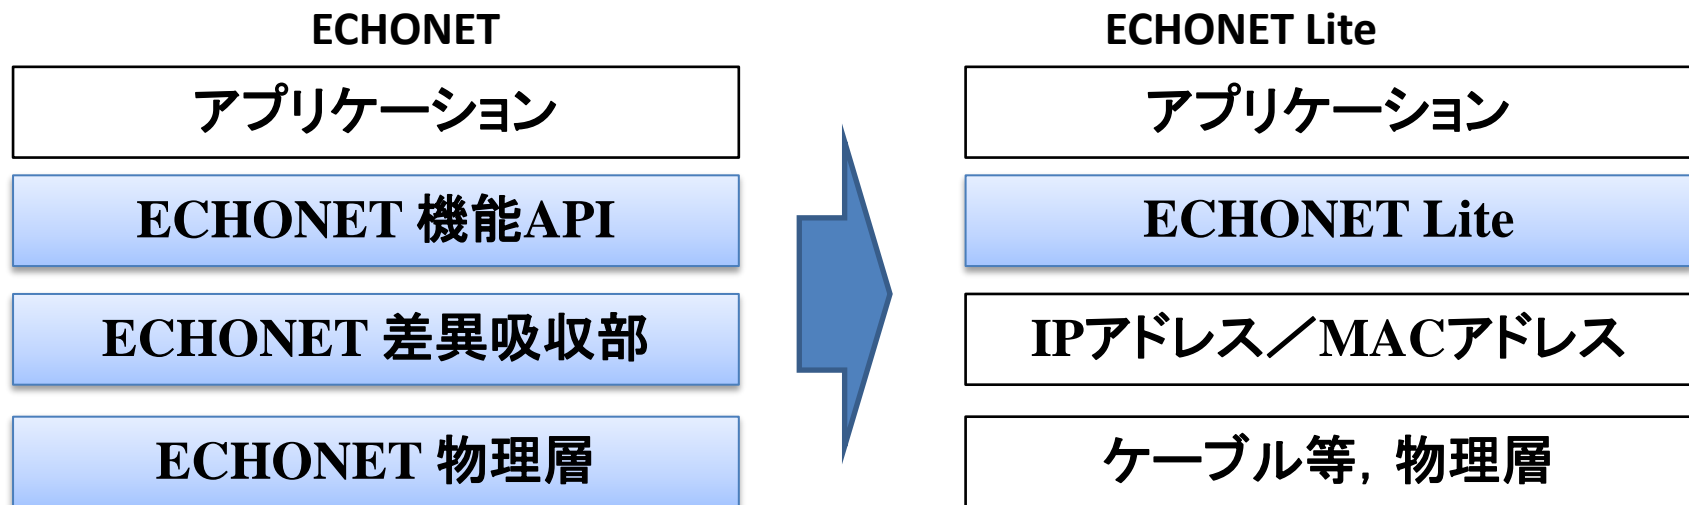 ECHONET
アプリケーション
ECHONET 機能API
ECHONET 差異吸収部
ECHONET 物理層
ECHONET Lite
アプリケーション
ECHONET Lite
IPアドレス／MACアドレス
ケーブル等，物理層